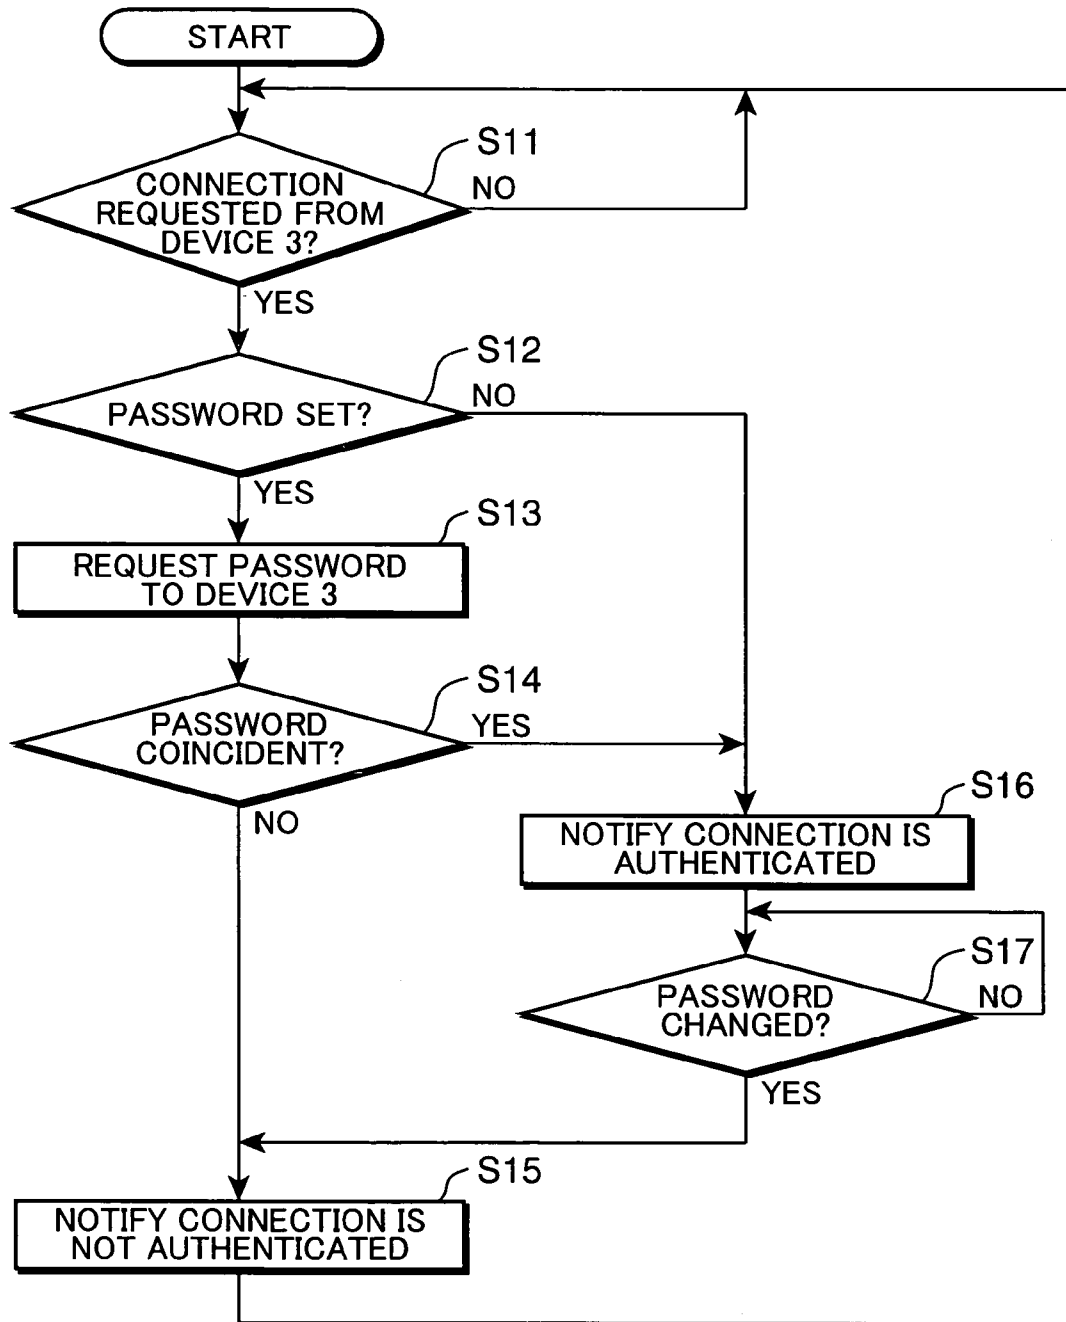 START
S11
CONNECTION
REQUESTED FROM
DEVICE 3?
NO
YES
S12
PASSWORD SET?
NO
YES
S13
REQUEST PASSWORD
TO DEVICE 3
S14
PASSWORD
COINCIDENT?
YES
NO
S16
NOTIFY CONNECTION IS
AUTHENTICATED
S17
PASSWORD
CHANGED?
NO
YES
S15
NOTIFY CONNECTION IS
NOT AUTHENTICATED